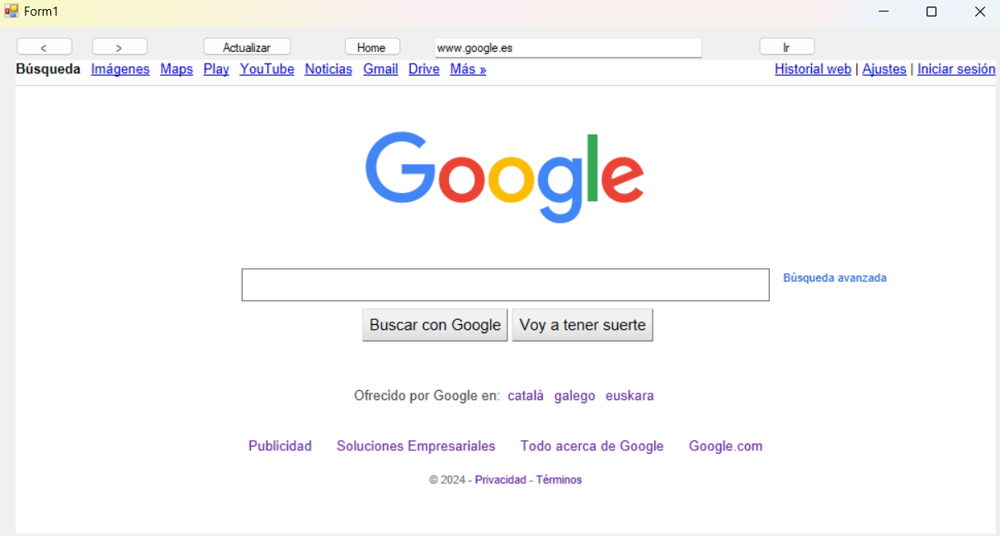 Form1
< > Actualizar Home www.google.es Ir
Búsqueda Imágenes Maps Play YouTube Noticias Gmail Drive Más » Historial web | Ajustes | Iniciar sesión
Google
Búsqueda avanzada
Buscar con Google Voy a tener suerte
Ofrecido por Google en: català galego euskara
Publicidad Soluciones Empresariales Todo acerca de Google Google.com
© 2024 - Privacidad - Términos